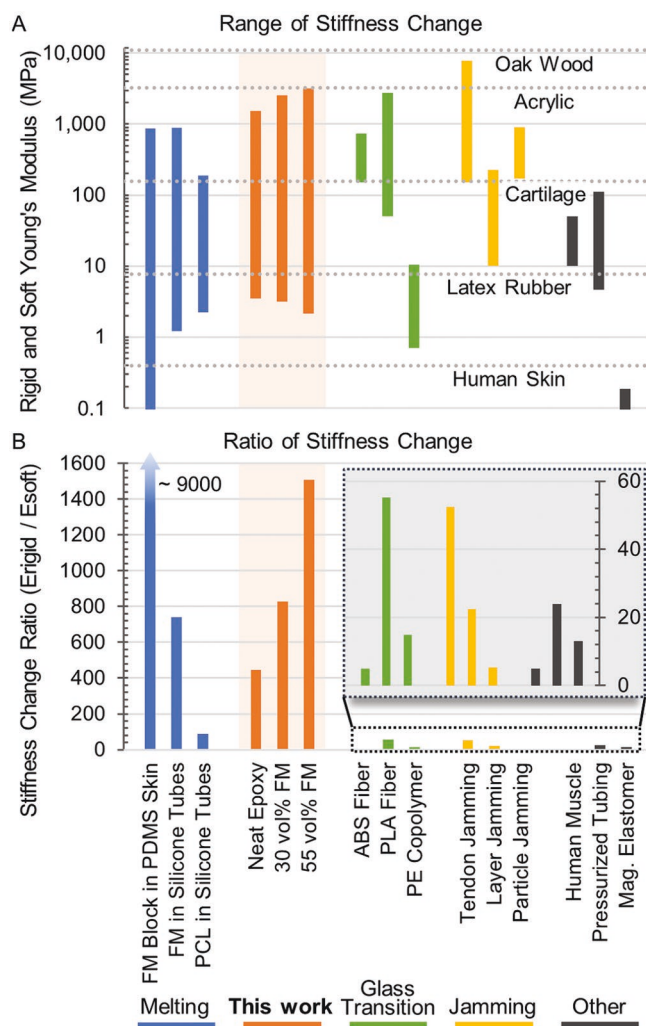 A
Range of Stiffness Change
Rigid and Soft Young's Modulus (MPa)
10,000
1,000
100
10
1
0.1
Oak Wood
Acrylic
Cartilage
Latex Rubber
Human Skin
B
Ratio of Stiffness Change
Stiffness Change Ratio (Erigid / Esoft)
1600
1400
1200
1000
800
600
400
200
0
~ 9000
60
40
20
0
FM Block in PDMS Skin
FM in Silicone Tubes
PCL in Silicone Tubes
Neat Epoxy
30 vol% FM
55 vol% FM
ABS Fiber
PLA Fiber
PE Copolymer
Tendon Jamming
Layer Jamming
Particle Jamming
Human Muscle
Pressurized Tubing
Mag. Elastomer
Melting
This work
Glass
Transition
Jamming
Other